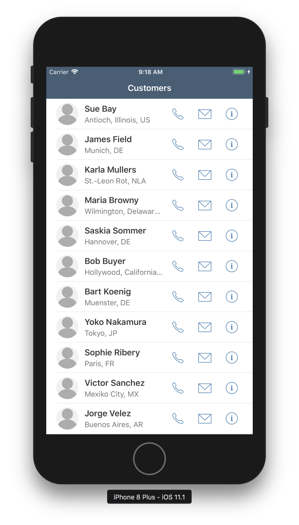 Carrier 9:18 AM
Customers
Sue Bay
Antioch, Illinois, US
James Field
Munich, DE
Karla Mullers
St.-Leon Rot, NLA
Maria Browny
Wilmington, Delawar...
Saskia Sommer
Hannover, DE
Bob Buyer
Hollywood, California...
Bart Koenig
Muenster, DE
Yoko Nakamura
Tokyo, JP
Sophie Ribery
Paris, FR
Victor Sanchez
Mexiko City, MX
Jorge Velez
Buenos Aires, AR
iPhone 8 Plus - iOS 11.1